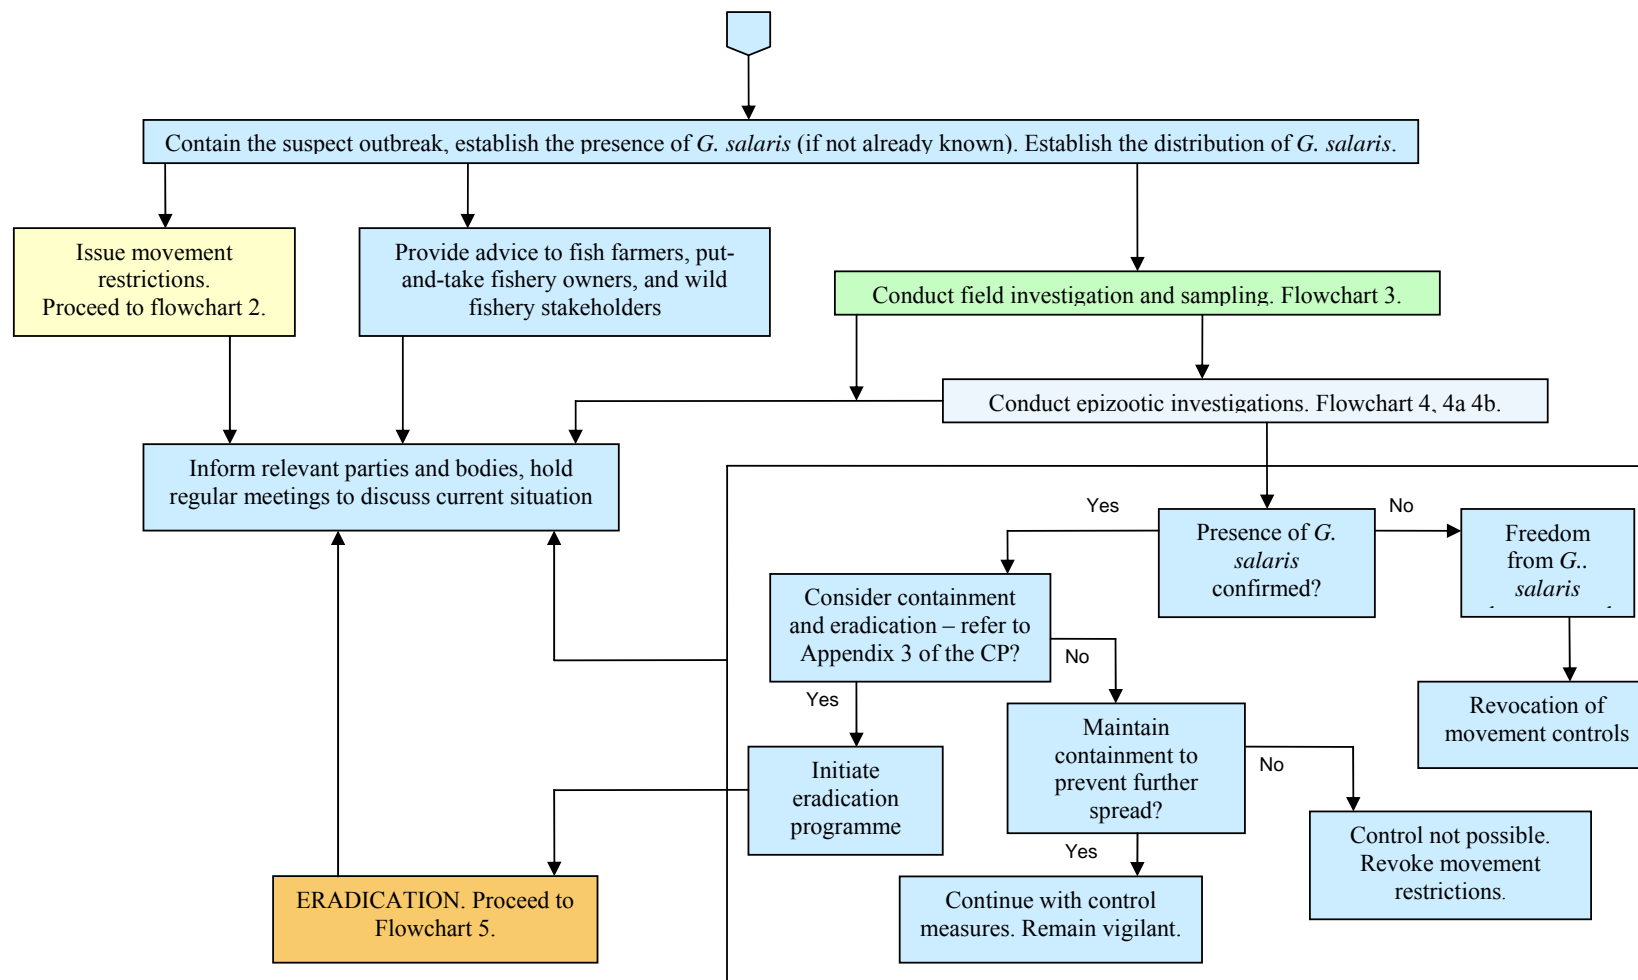 Contain the suspect outbreak, establish the presence of G. salaris (if not already known). Establish the distribution of G. salaris.
Issue movement
restrictions.
Proceed to flowchart 2.
Provide advice to fish farmers, put-
and-take fishery owners, and wild
fishery stakeholders
Conduct field investigation and sampling. Flowchart 3.
Conduct epizootic investigations. Flowchart 4, 4a 4b.
Inform relevant parties and bodies, hold
regular meetings to discuss current situation
Yes
Presence of G.
salaris
confirmed?
No
Freedom
from G..
salaris
Consider containment
and eradication – refer to
Appendix 3 of the CP?
No
Yes
Revocation of
movement controls
Maintain
containment to
prevent further
spread?
No
Yes
Initiate
eradication
programme
Control not possible.
Revoke movement
restrictions.
ERADICATION. Proceed to
Flowchart 5.
Continue with control
measures. Remain vigilant.